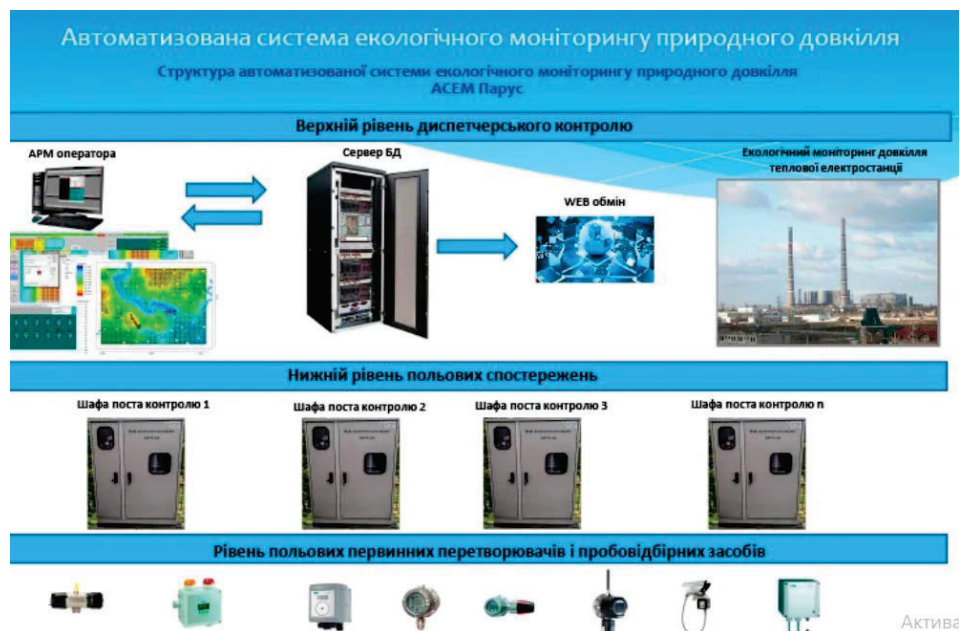 Автоматизована система екологічного моніторингу природного довкілля
Структура автоматизованої системи екологічного моніторингу природного довкілля
АСЕМ Парус
Верхній рівень диспетчерського контролю
АРМ оператора
Сервер БД
WEB обмін
Екологічний моніторинг довкілля
теплової електростанції
Нижній рівень польових спостережень
Шафа поста контролю 1
Шафа поста контролю 2
Шафа поста контролю 3
Шафа поста контролю n
Рівень польових первинних перетворювачів і пробовідбірних засобів
Актива